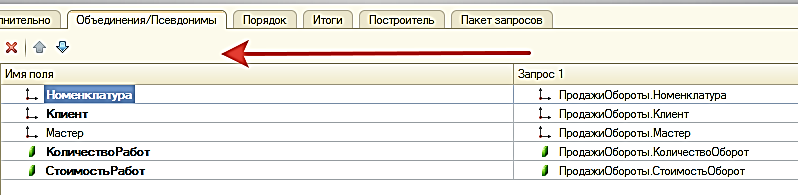 лнительно Объединения/Псевдонимы Порядок Итоги Построитель Пакет запросов
Имя поля Запрос 1
Номенклатура ПродажиОбороты.Номенклатура
Клиент ПродажиОбороты.Клиент
Мастер ПродажиОбороты.Мастер
КоличествоРабот ПродажиОбороты.КоличествоОборот
СтоимостьРабот ПродажиОбороты.СтоимостьОборот